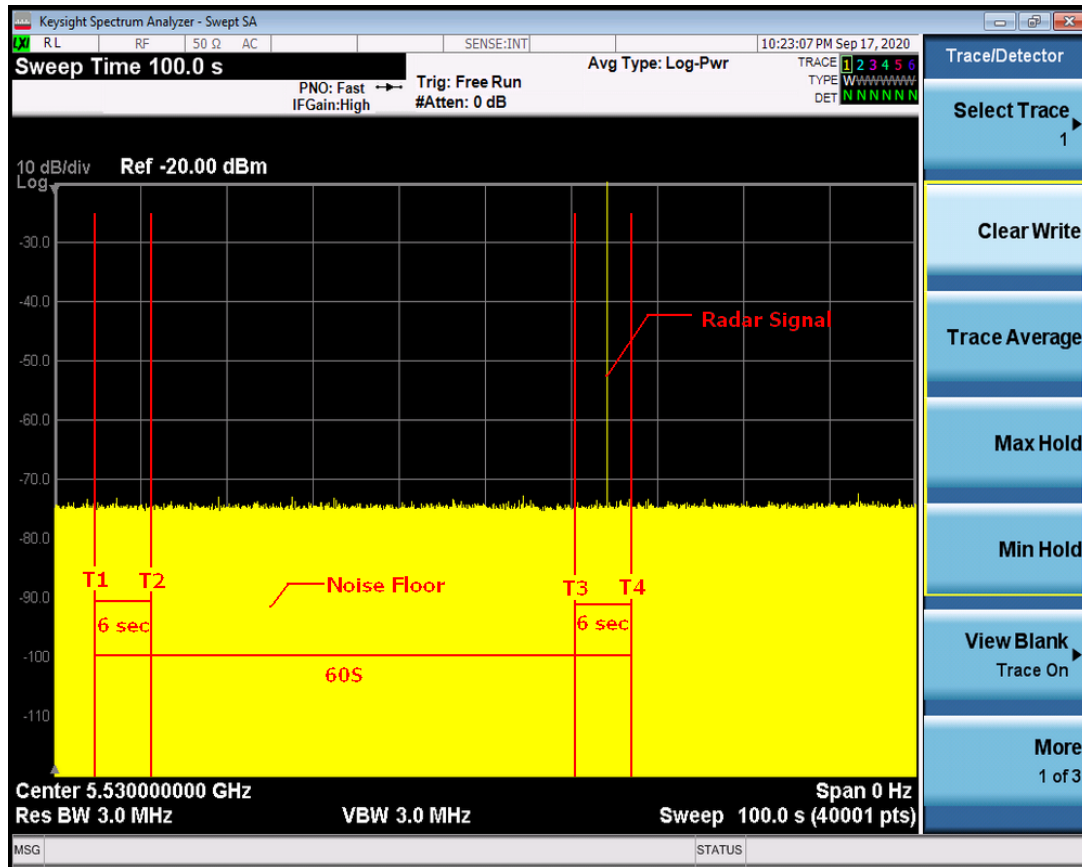 Keysight Spectrum Analyzer - Swept SA
LXI RL RF 50 Ω AC SENSE:INT 10:23:07 PM Sep 17, 2020
Sweep Time 100.0 s
PNO: Fast
IFGain:High
Trig: Free Run
#Atten: 0 dB
Avg Type: Log-Pwr
TRACE 1 2 3 4 5 6
TYPE WWWWWW
DET N N N N N N
10 dB/div Ref -20.00 dBm
Log
-30.0
-40.0
-50.0
-60.0
-70.0
-80.0
-90.0
-100
-110
Radar Signal
T1 T2 Noise Floor T3 T4
6 sec 6 sec
60S
Center 5.530000000 GHz Span 0 Hz
Res BW 3.0 MHz VBW 3.0 MHz Sweep 100.0 s (40001 pts)
MSG STATUS
Trace/Detector
Select Trace
1
Clear Write
Trace Average
Max Hold
Min Hold
View Blank
Trace On
More
1 of 3